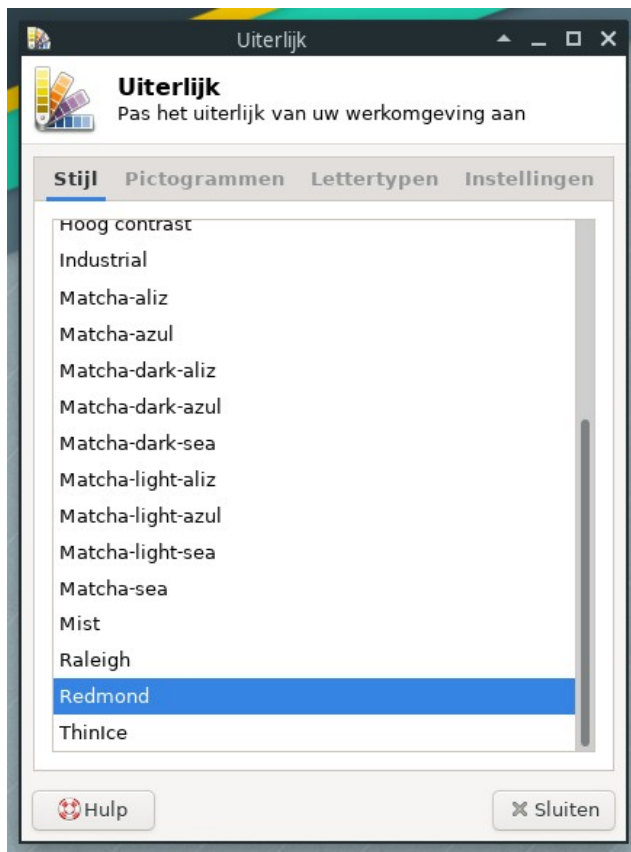 Uiterlijk
Uiterlijk
Pas het uiterlijk van uw werkomgeving aan
Stijl Pictogrammen Lettertypen Instellingen
Hoog contrast
Industrial
Matcha-aliz
Matcha-azul
Matcha-dark-aliz
Matcha-dark-azul
Matcha-dark-sea
Matcha-light-aliz
Matcha-light-azul
Matcha-light-sea
Matcha-sea
Mist
Raleigh
Redmond
ThinIce
Hulp Sluiten